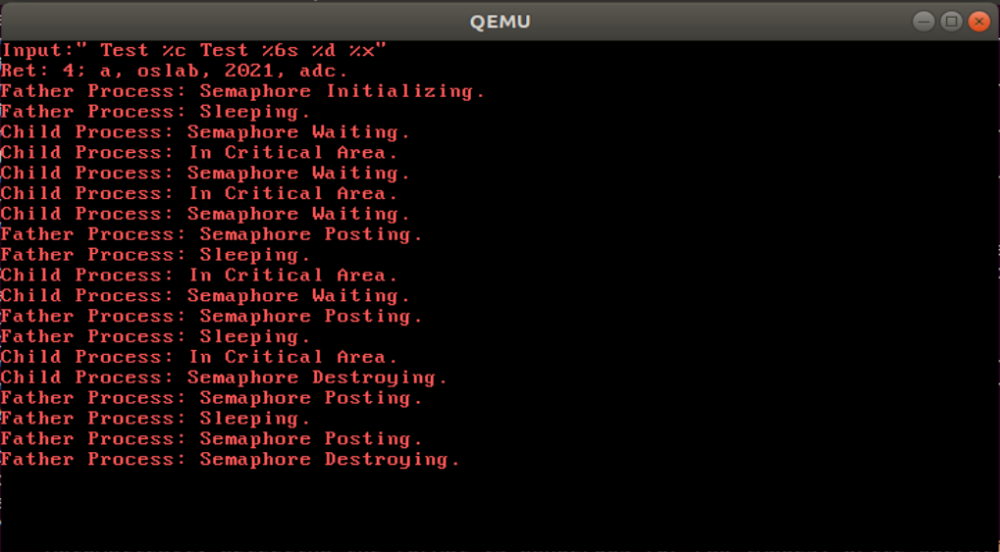 QEMU
Input:" Test %c Test %6s %d %x"
Ret: 4; a, oslab, 2021, adc.
Father Process: Semaphore Initializing.
Father Process: Sleeping.
Child Process: Semaphore Waiting.
Child Process: In Critical Area.
Child Process: Semaphore Waiting.
Child Process: In Critical Area.
Child Process: Semaphore Waiting.
Father Process: Semaphore Posting.
Father Process: Sleeping.
Child Process: In Critical Area.
Child Process: Semaphore Waiting.
Father Process: Semaphore Posting.
Father Process: Sleeping.
Child Process: In Critical Area.
Child Process: Semaphore Destroying.
Father Process: Semaphore Posting.
Father Process: Sleeping.
Father Process: Semaphore Posting.
Father Process: Semaphore Destroying.